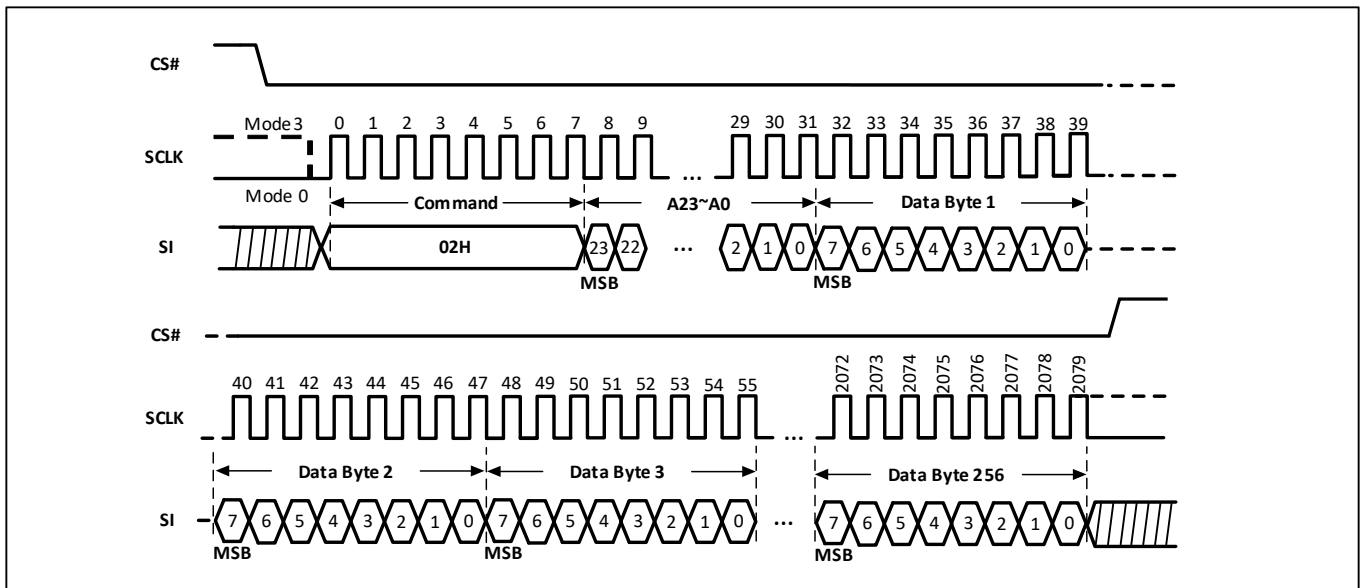 CS#
Mode 3 0 1 2 3 4 5 6 7 8 9 29 30 31 32 33 34 35 36 37 38 39
SCLK ... ...
Mode 0 Command A23~A0 Data Byte 1
SI 02H 23 22 ... 2 1 0 7 6 5 4 3 2 1 0
MSB MSB
CS#
40 41 42 43 44 45 46 47 48 49 50 51 52 53 54 55 2072 2073 2074 2075 2076 2077 2078 2079
SCLK ...
Data Byte 2 Data Byte 3 Data Byte 256
SI 7 6 5 4 3 2 1 0 7 6 5 4 3 2 1 0 ... 7 6 5 4 3 2 1 0
MSB MSB MSB